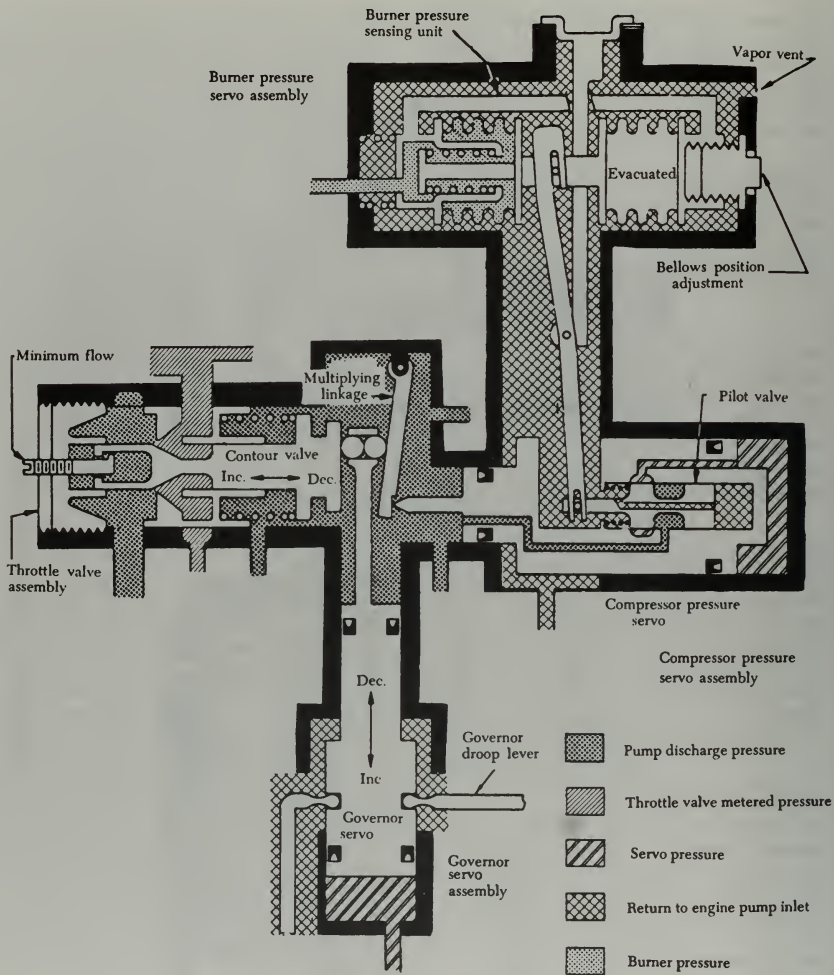 Burner pressure
sensing unit
Vapor vent
Burner pressure
servo assembly
Evacuated
Bellows position
adjustment
Minimum flow
Multiplying
linkage
Pilot valve
Contour valve
Inc.
Dec.
Throttle valve
assembly
Compressor pressure
servo
Compressor pressure
servo assembly
Dec.
Inc
Governor
droop lever
Governor
servo
Governor
servo
assembly
Pump discharge pressure
Throttle valve metered pressure
Servo pressure
Return to engine pump inlet
Burner pressure